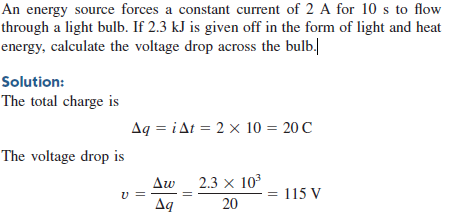 An energy source forces a constant current of 2 A for 10 s to flow
through a light bulb. If 2.3 kJ is given off in the form of light and heat
energy, calculate the voltage drop across the bulb.
Solution:
The total charge is
Δq = i Δt = 2 × 10 = 20 C
The voltage drop is
v = Δw/Δq = 2.3 × 10³/20 = 115 V